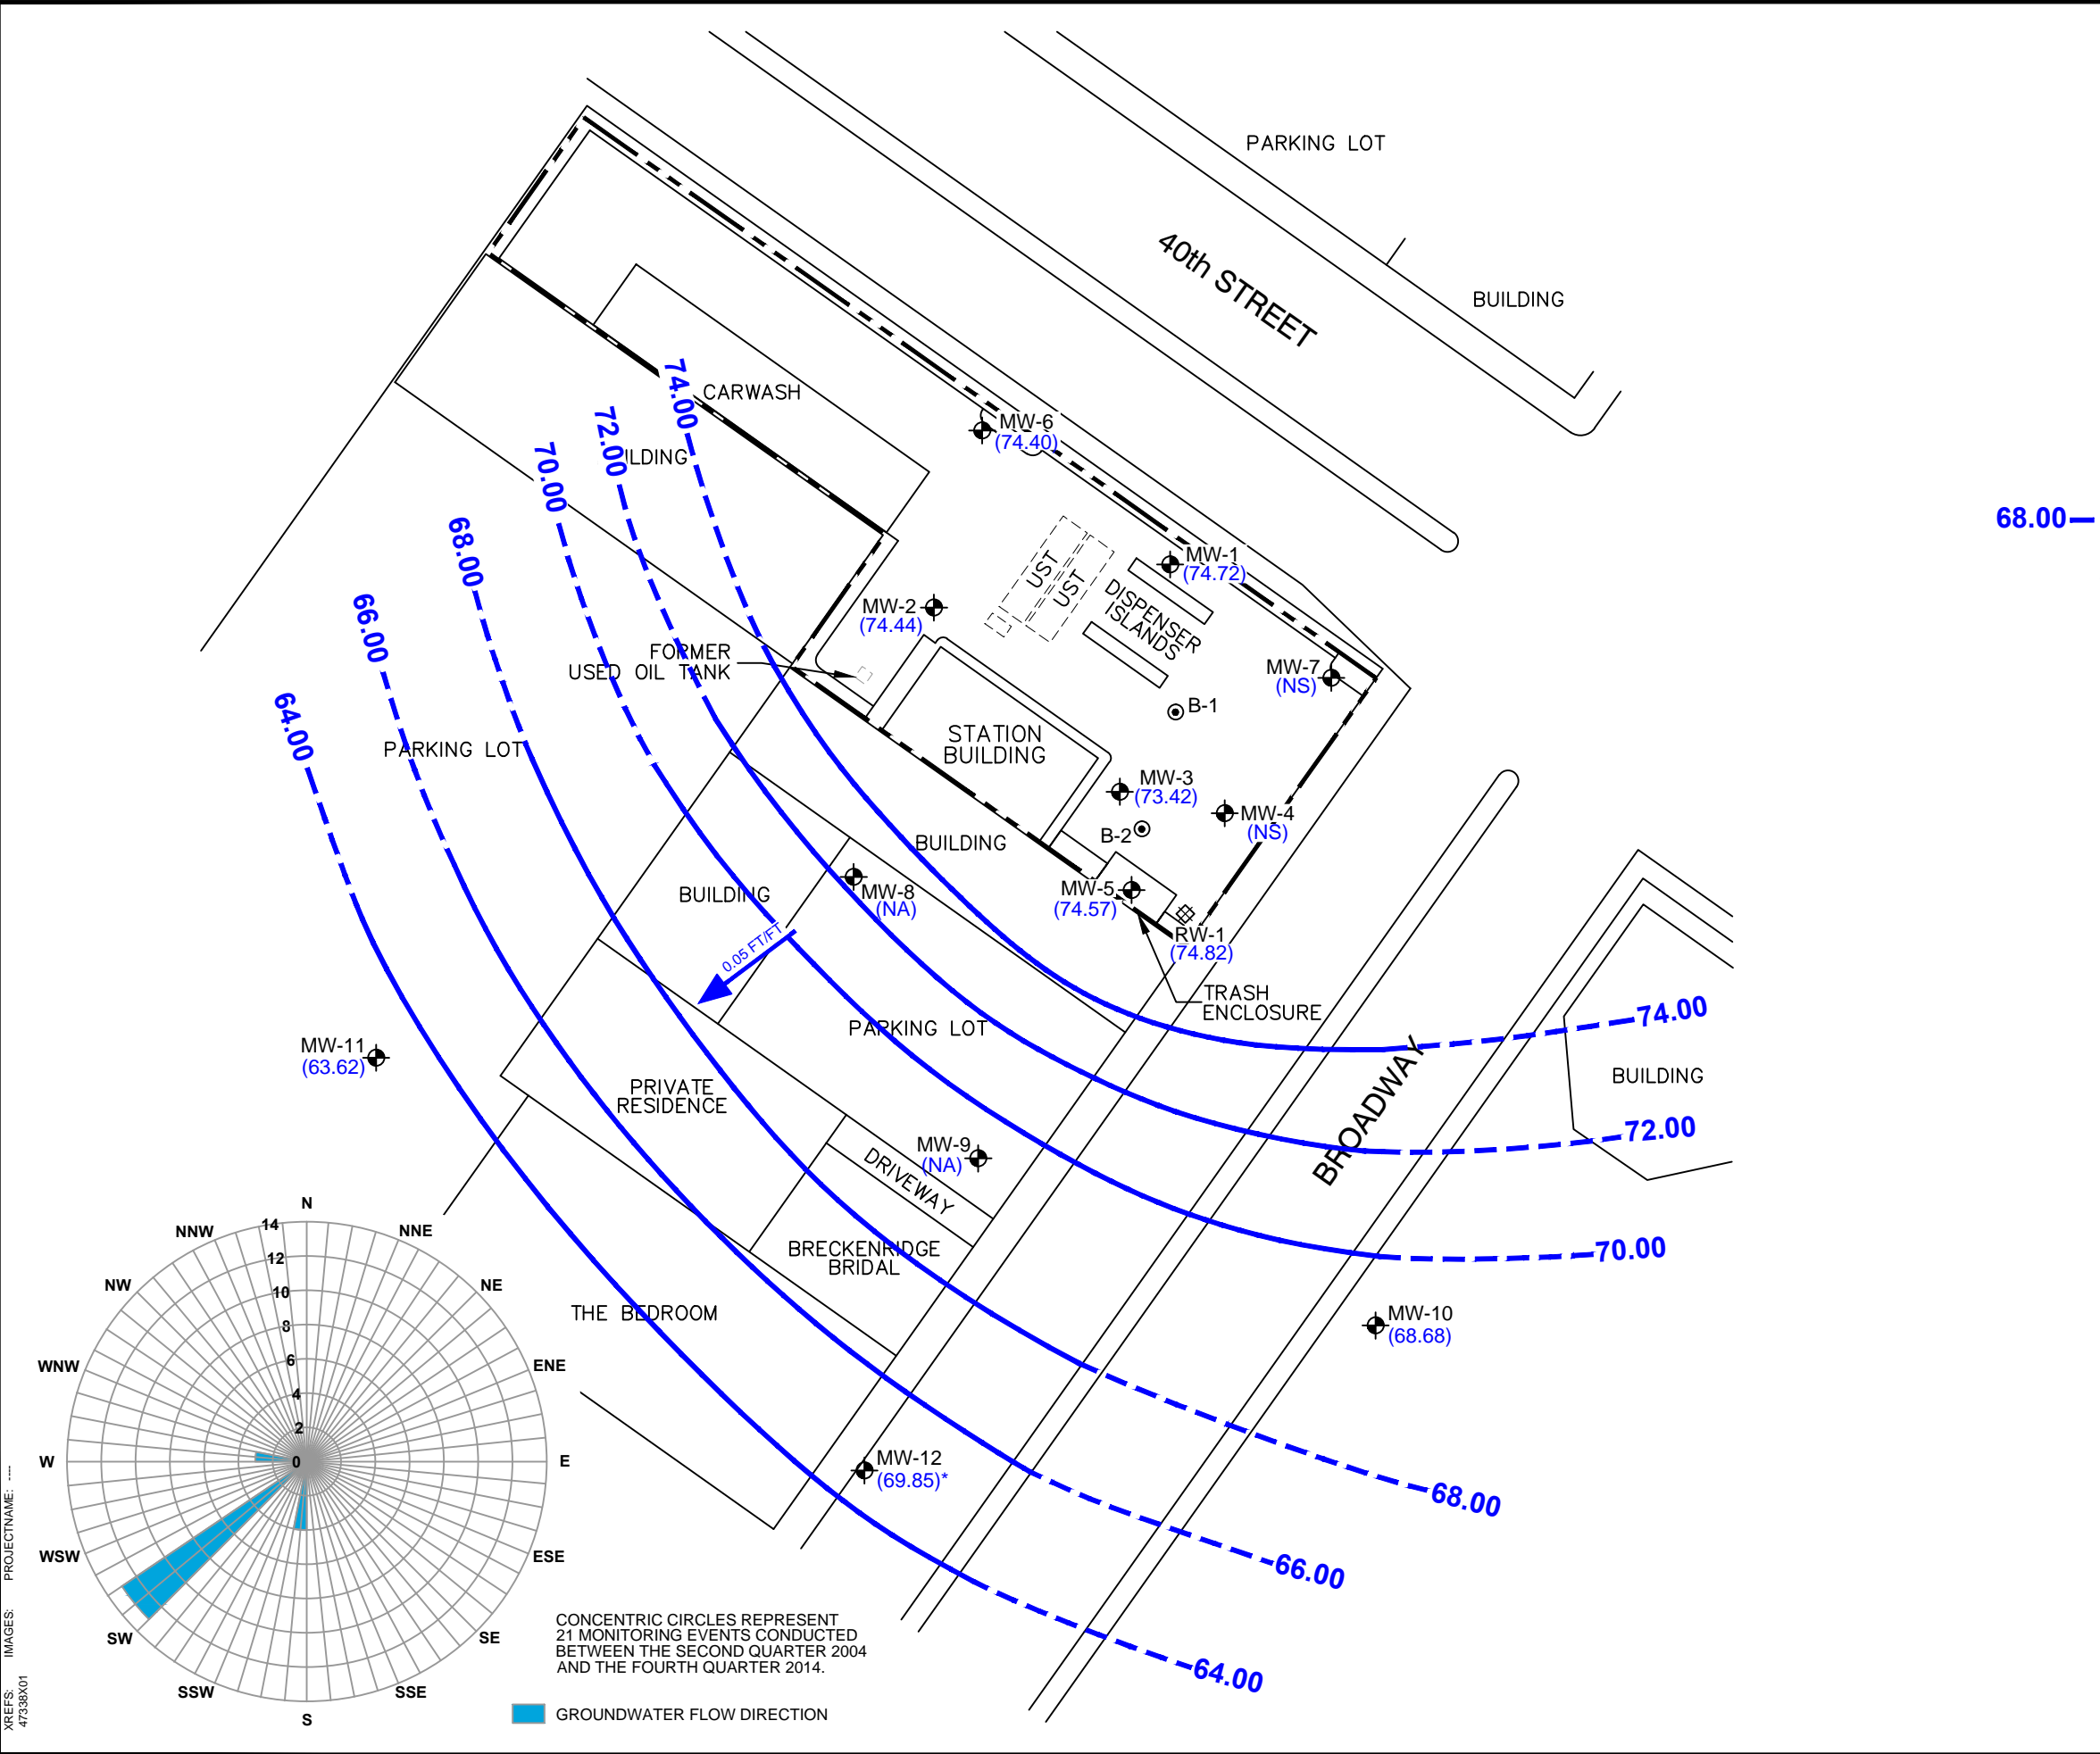 PARKING LOT
40th STREET
BUILDING
74.00
CARWASH
72.00
MW-6
(74.40)
70.00
ILDING
68.00
68.00
UST
UST
MW-1
(74.72)
DISPENSER
ISLANDS
66.00
MW-2
(74.44)
FORMER
USED OIL TANK
MW-7
(NS)
64.00
B-1
PARKING LOT
STATION
BUILDING
MW-3
(73.42)
MW-4
(NS)
B-2
BUILDING
BUILDING
MW-8
(NA)
MW-5
(74.57)
RW-1
(74.82)
0.05 FT/FT
TRASH
ENCLOSURE
74.00
PARKING LOT
MW-11
(63.62)
BROADWAY
BUILDING
PRIVATE
RESIDENCE
72.00
MW-9
(NA)
DRIVEWAY
BRECKENRIDGE
BRIDAL
70.00
THE BEDROOM
MW-10
(68.68)
MW-12
(69.85)*
68.00
66.00
64.00
N
NNE
NE
ENE
E
ESE
SE
SSE
S
SSW
SW
WSW
W
WNW
NW
NNW
14
12
10
8
6
4
2
0
CONCENTRIC CIRCLES REPRESENT
21 MONITORING EVENTS CONDUCTED
BETWEEN THE SECOND QUARTER 2004
AND THE FOURTH QUARTER 2014.
GROUNDWATER FLOW DIRECTION
XREFS: IMAGES: PROJECTNAME: ----
47338X01